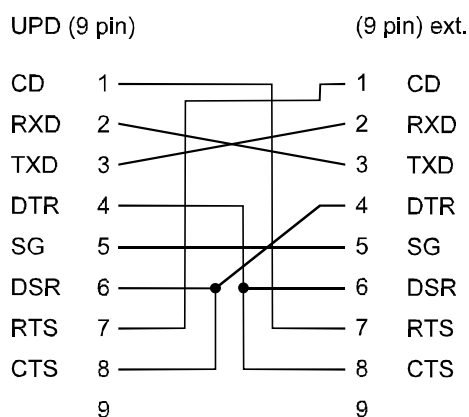 UPD (9 pin) (9 pin) ext.
CD 1 1 CD
RXD 2 2 RXD
TXD 3 3 TXD
DTR 4 4 DTR
SG 5 5 SG
DSR 6 6 DSR
RTS 7 7 RTS
CTS 8 8 CTS
9 9